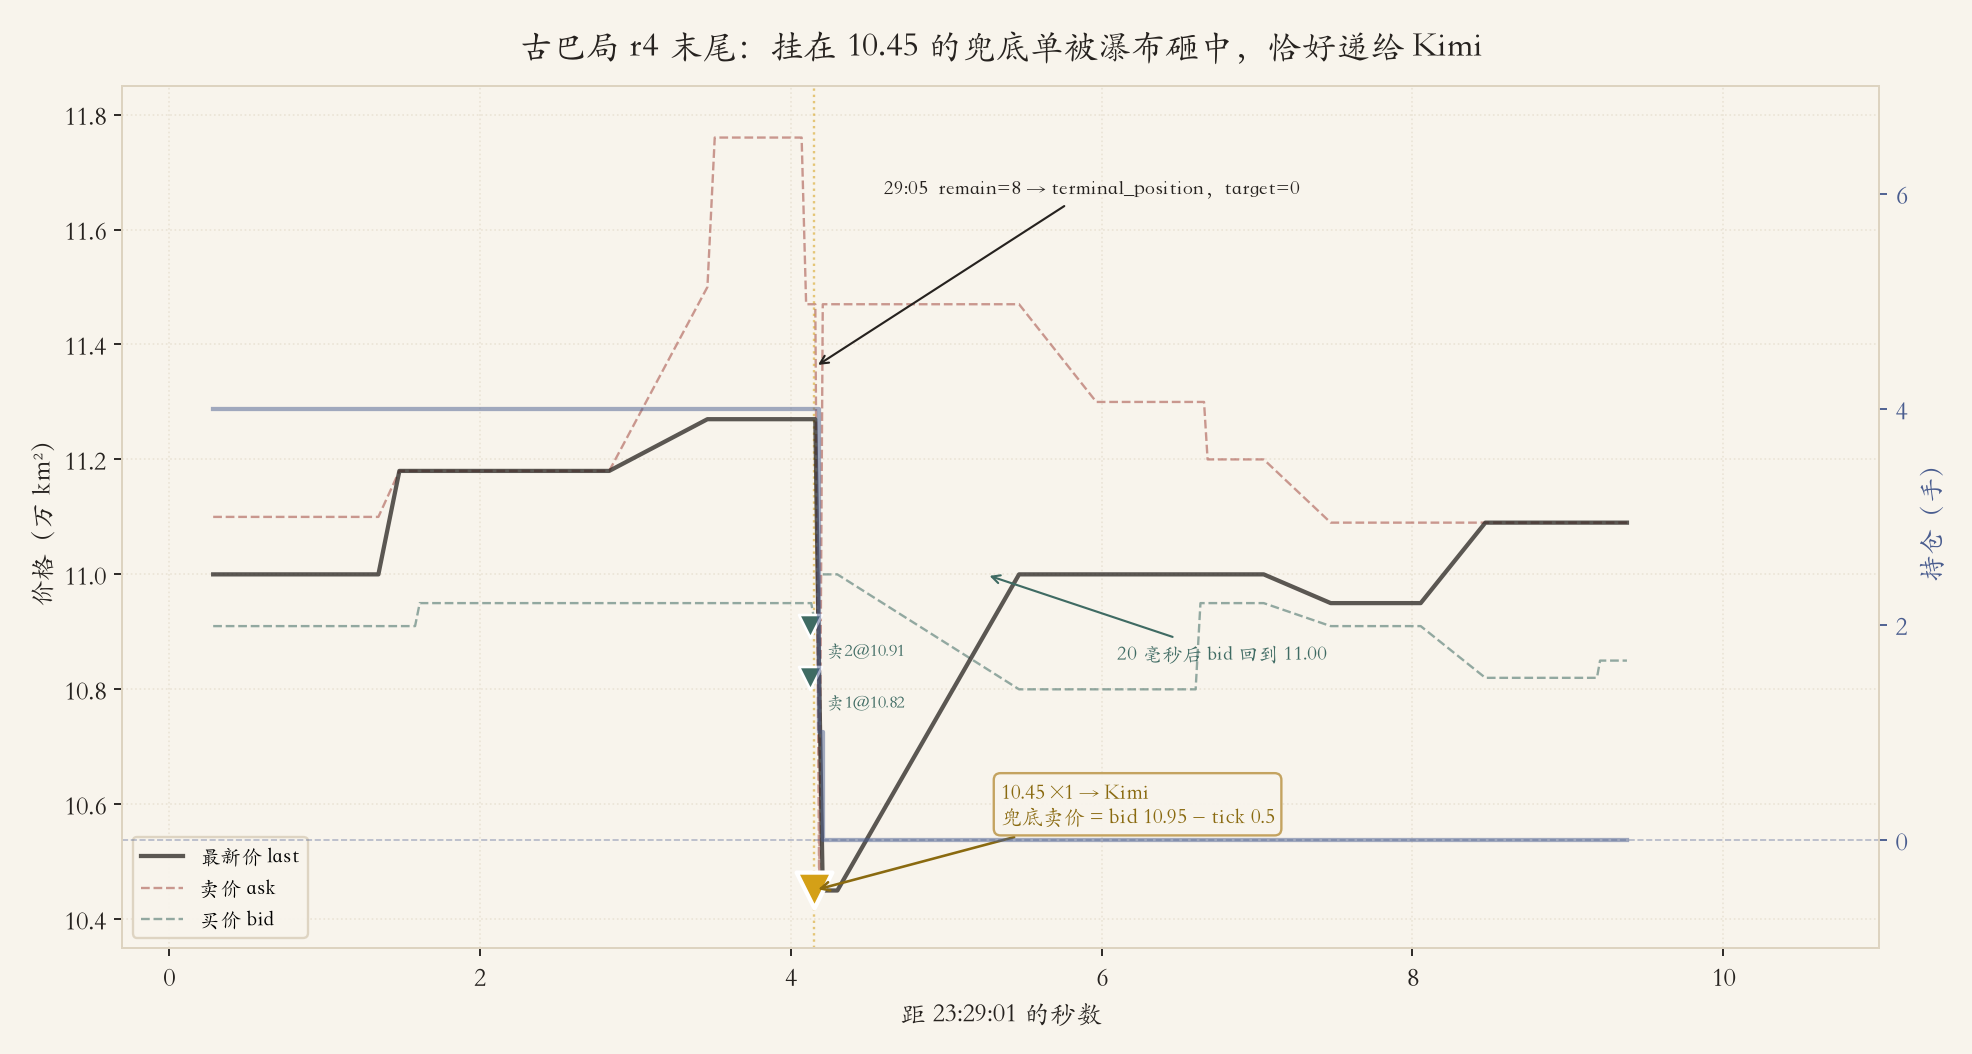 古巴局 r4 末尾：挂在 10.45 的兜底单被瀑布砸中，恰好递给 Kimi
11.8
11.6
11.4
11.2
11.0
10.8
10.6
10.4
价格（万 km²）
6
4
2
0
持仓（手）
29:05 remain=8 → terminal_position，target=0
卖2@10.91
20 毫秒后 bid 回到 11.00
卖1@10.82
10.45 ×1 → Kimi
兜底卖价 = bid 10.95 − tick 0.5
最新价 last
卖价 ask
买价 bid
0
2
4
6
8
10
距 23:29:01 的秒数